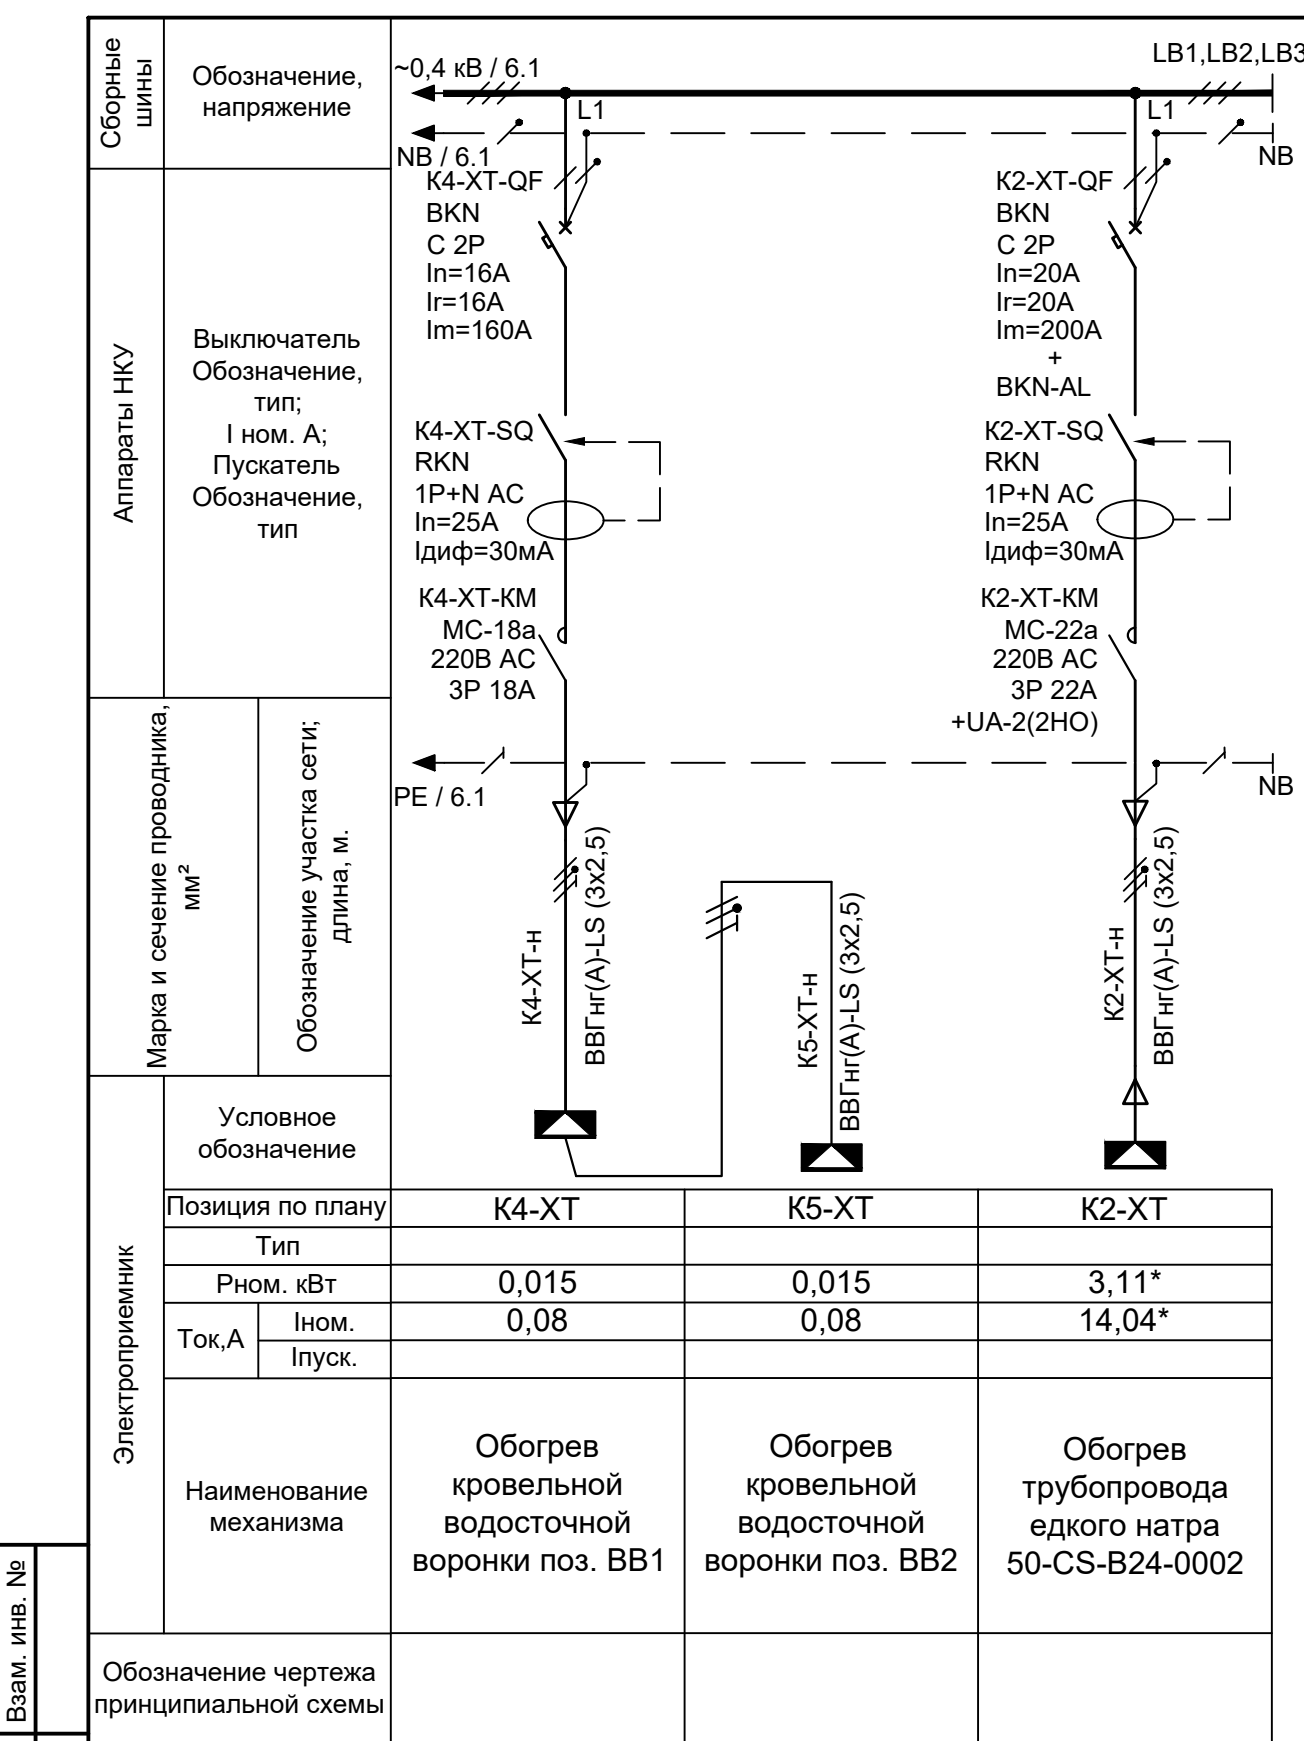 Сборные
шины
Обозначение,
напряжение
~0,4 кВ / 6.1
LB1,LB2,LB3
L1
L1
NB / 6.1
NB
Аппараты НКУ
Выключатель
Обозначение,
тип;
I ном. А;
Пускатель
Обозначение,
тип
К4-ХТ-QF
BKN
C 2P
In=16A
Ir=16A
Im=160A
К4-ХТ-SQ
RKN
1P+N AC
In=25A
Iдиф=30мА
К4-ХТ-КМ
МС-18а
220В АС
3Р 18А
К2-ХТ-QF
BKN
C 2P
In=20A
Ir=20A
Im=200A
+
BKN-AL
К2-ХТ-SQ
RKN
1P+N AC
In=25A
Iдиф=30мА
К2-ХТ-КМ
МС-22а
220В АС
3Р 22А
+UA-2(2НО)
Марка и сечение проводника,
мм²
Обозначение участка сети;
длина, м.
PE / 6.1
NB
К4-ХТ-н
ВВГнг(А)-LS (3х2,5)
К5-ХТ-н
ВВГнг(А)-LS (3х2,5)
К2-ХТ-н
ВВГнг(А)-LS (3х2,5)
Электроприемник
Условное
обозначение
Позиция по плану
К4-ХТ
К5-ХТ
К2-ХТ
Тип
Рном. кВт
0,015
0,015
3,11*
Ток,А
Iном.
0,08
0,08
14,04*
Iпуск.
Наименование
механизма
Обогрев
кровельной
водосточной
воронки поз. ВВ1
Обогрев
кровельной
водосточной
воронки поз. ВВ2
Обогрев
трубопровода
едкого натра
50-CS-B24-0002
Обозначение чертежа
принципиальной схемы
Взам. инв. №